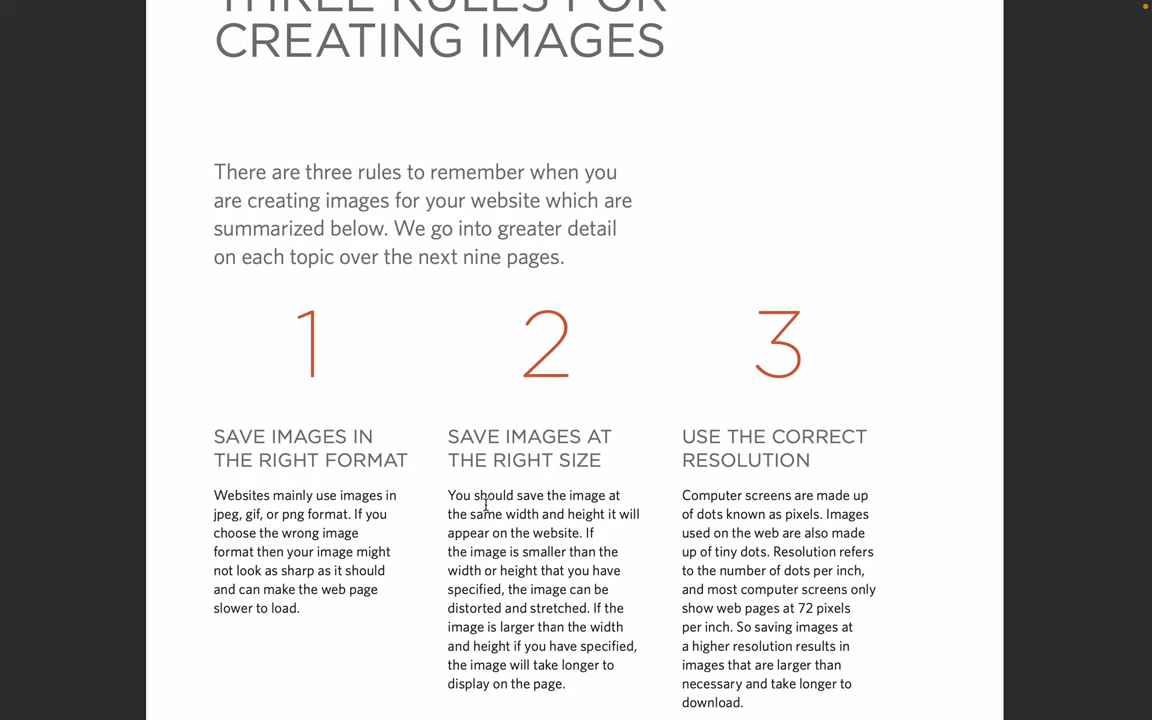 THREE RULES FOR
CREATING IMAGES
There are three rules to remember when you
are creating images for your website which are
summarized below. We go into greater detail
on each topic over the next nine pages.
1
SAVE IMAGES IN
THE RIGHT FORMAT
Websites mainly use images in
jpeg, gif, or png format. If you
choose the wrong image
format then your image might
not look as sharp as it should
and can make the web page
slower to load.
2
SAVE IMAGES AT
THE RIGHT SIZE
You should save the image at
the same width and height it will
appear on the website. If
the image is smaller than the
width or height that you have
specified, the image can be
distorted and stretched. If the
image is larger than the width
and height if you have specified,
the image will take longer to
display on the page.
3
USE THE CORRECT
RESOLUTION
Computer screens are made up
of dots known as pixels. Images
used on the web are also made
up of tiny dots. Resolution refers
to the number of dots per inch,
and most computer screens only
show web pages at 72 pixels
per inch. So saving images at
a higher resolution results in
images that are larger than
necessary and take longer to
download.